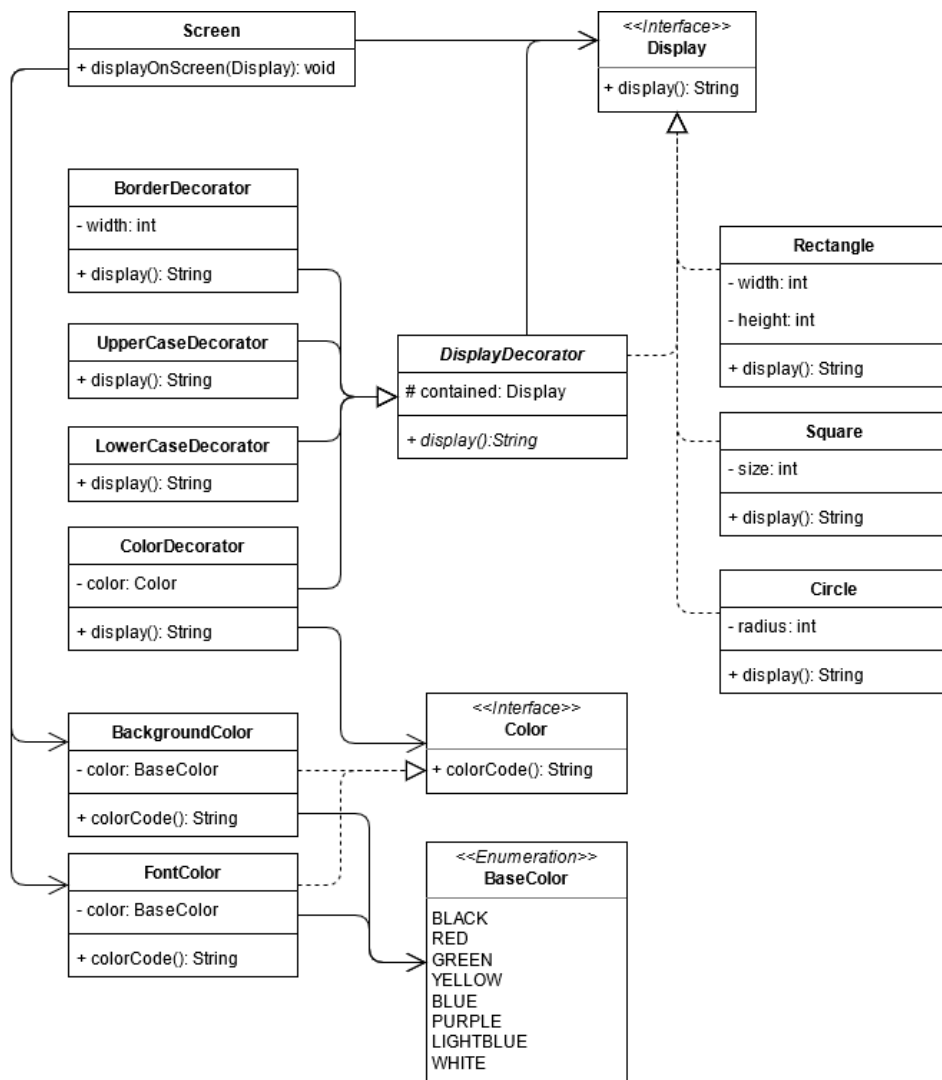 Screen
+ displayOnScreen(Display): void
<<Interface>>
Display
+ display(): String
BorderDecorator
- width: int
+ display(): String
UpperCaseDecorator
+ display(): String
LowerCaseDecorator
+ display(): String
ColorDecorator
- color: Color
+ display(): String
DisplayDecorator
# contained: Display
+ display():String
Rectangle
- width: int
- height: int
+ display(): String
Square
- size: int
+ display(): String
Circle
- radius: int
+ display(): String
BackgroundColor
- color: BaseColor
+ colorCode(): String
FontColor
- color: BaseColor
+ colorCode(): String
<<Interface>>
Color
+ colorCode(): String
<<Enumeration>>
BaseColor
BLACK
RED
GREEN
YELLOW
BLUE
PURPLE
LIGHTBLUE
WHITE